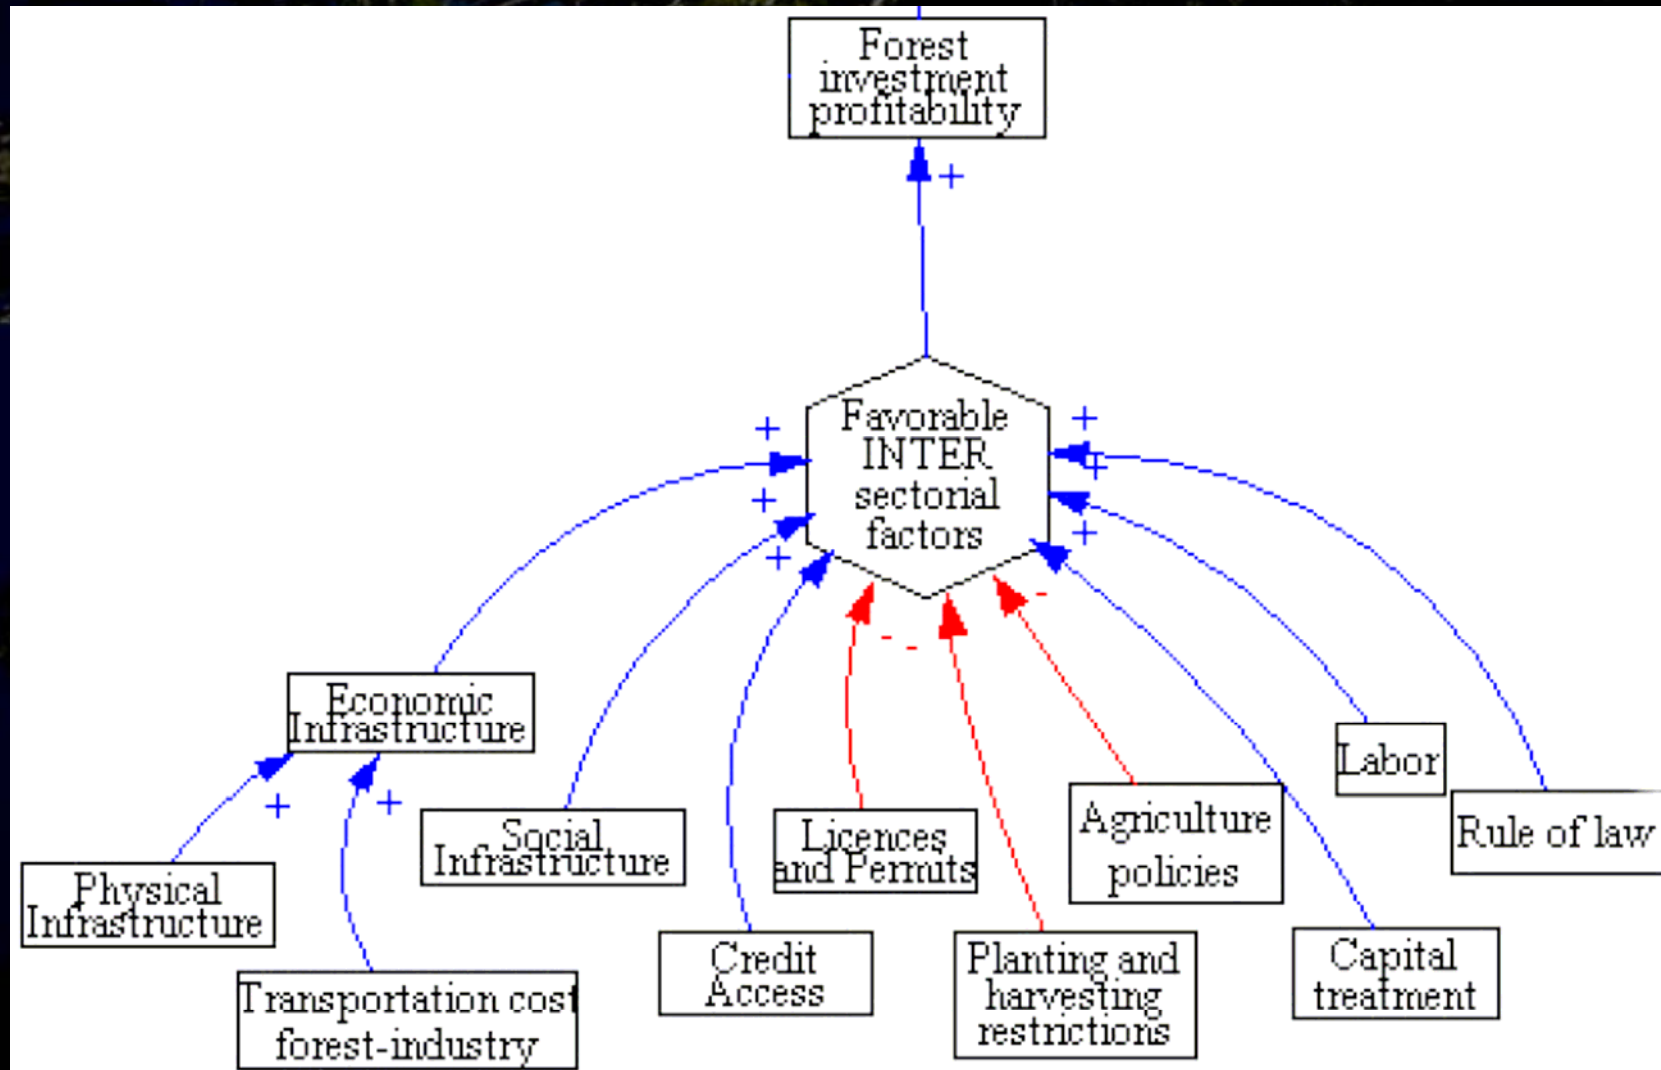 Forest
investment
profitability
+
Favorable
INTER
sectorial
factors
+
+
+
+
+
+
-
-
-
Economic
Infrastructure
+
+
Physical
Infrastructure
Transportation cost
forest-industry
Social
Infrastructure
Credit
Access
Licences
and Permits
Planting and
harvesting
restrictions
Agriculture
policies
Capital
treatment
Labor
Rule of law